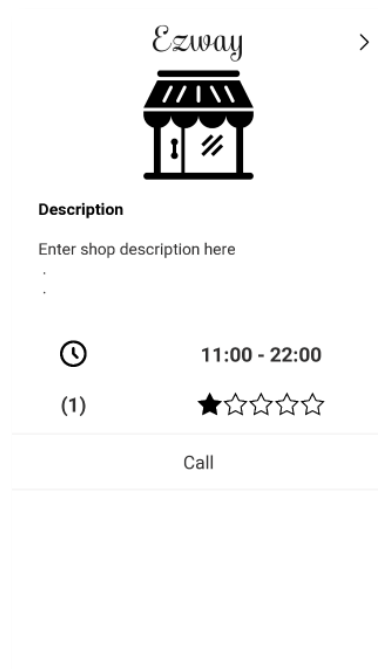 Ezway
Description
Enter shop description here
.
.
11:00 - 22:00
(1)
Call